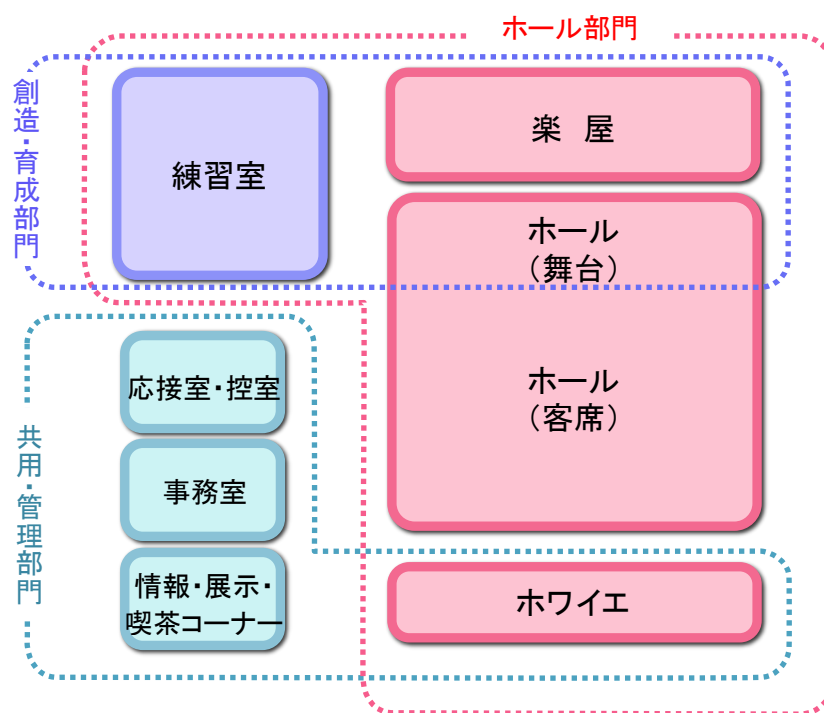 ホール部門
創造・育成部門
練習室
楽 屋
ホール
(舞台)
ホール
(客席)
応接室・控室
事務室
情報・展示・
喫茶コーナー
ホワイエ
共用・管理部門